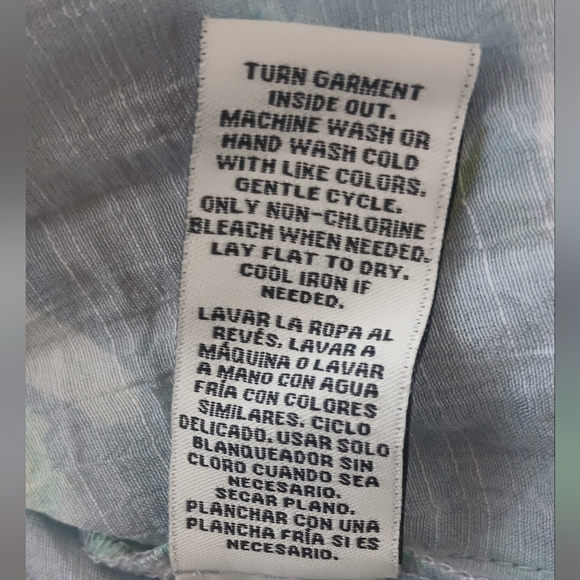 TURN GARMENT
INSIDE OUT.
MACHINE WASH OR
HAND WASH COLD
WITH LIKE COLORS.
GENTLE CYCLE.
ONLY NON-CHLORINE
BLEACH WHEN NEEDED.
LAY FLAT TO DRY.
COOL IRON IF
NEEDED.
LAVAR LA ROPA AL
REVÉS, LAVAR A
MÁQUINA O LAVAR
A MANO CON AGUA
FRÍA CON COLORES
SIMILARES. CICLO
DELICADO. USAR SOLO
BLANQUEADOR SIN
CLORO CUANDO SEA
NECESARIO.
SECAR PLANO.
PLANCHAR CON UNA
PLANCHA FRÍA SI ES
NECESARIO.